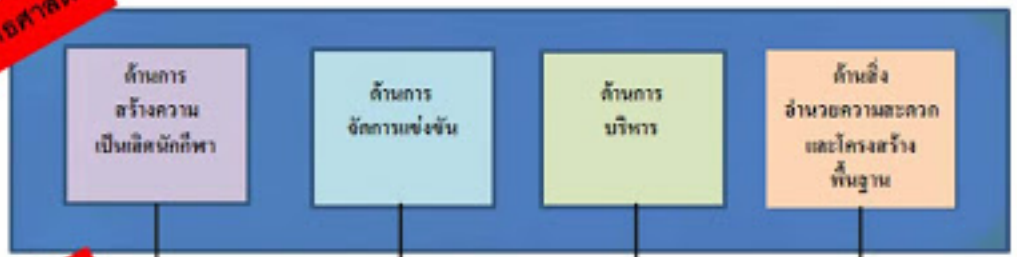 ด้านการ
สร้างความ
เป็นเลิศนักกีฬา
ด้านการ
จัดการแข่งขัน
ด้านการ
บริหาร
ด้านสิ่ง
อำนวยความสะดวก
และโครงสร้าง
พื้นฐาน